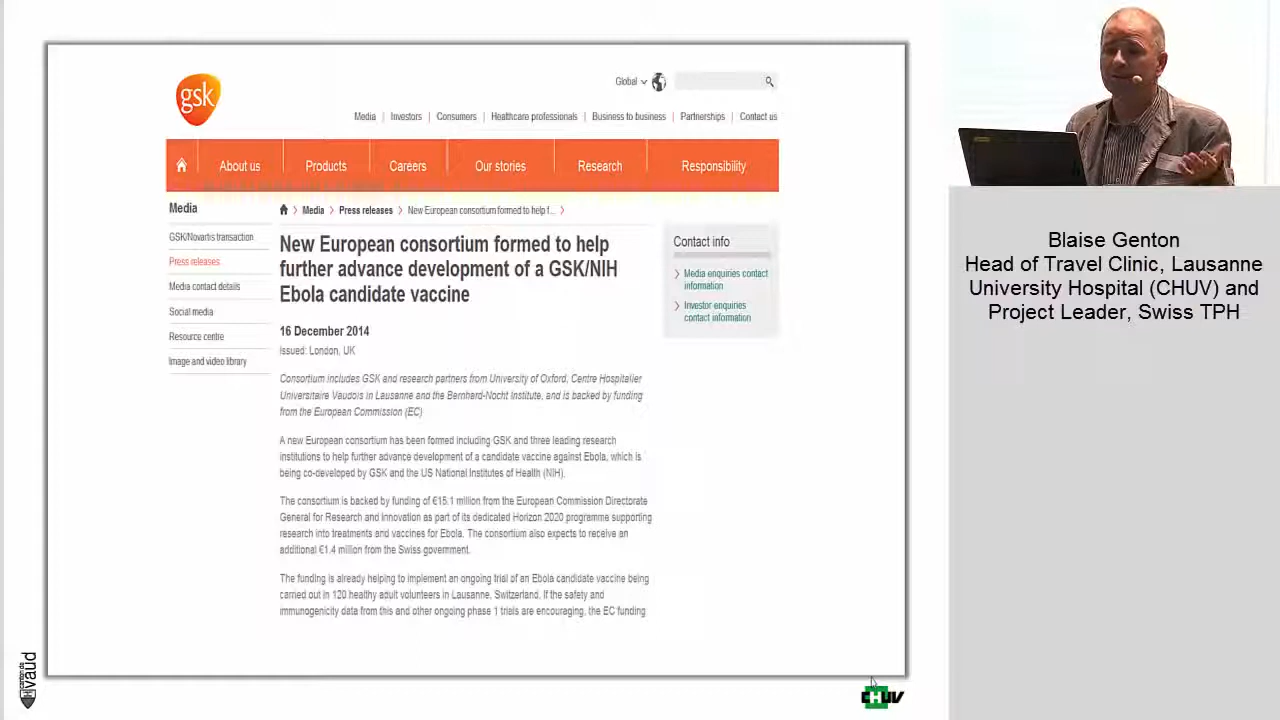 gsk
Global
Media | Investors | Consumers | Healthcare professionals | Business to business | Partnerships | Contact us
About us Products Careers Our stories Research Responsibility
Media
GSK/Novartis transaction
Press releases
Media contact details
Social media
Resource centre
Image and video library
Media > Press releases > New European consortium formed to help f... >
New European consortium formed to help
further advance development of a GSK/NIH
Ebola candidate vaccine
16 December 2014
Issued: London, UK
Consortium includes GSK and research partners from University of Oxford, Centre Hospitalier
Universitaire Vaudois in Lausanne and the Bernhard-Nocht Institute, and is backed by funding
from the European Commission (EC)
A new European consortium has been formed including GSK and three leading research
institutions to help further advance development of a candidate vaccine against Ebola, which is
being co-developed by GSK and the US National Institutes of Health (NIH).
The consortium is backed by funding of €15.1 million from the European Commission Directorate
General for Research and Innovation as part of its dedicated Horizon 2020 programme supporting
research into treatments and vaccines for Ebola. The consortium also expects to receive an
additional €1.4 million from the Swiss government.
The funding is already helping to implement an ongoing trial of an Ebola candidate vaccine being
carried out in 120 healthy adult volunteers in Lausanne, Switzerland. If the safety and
immunogenicity data from this and other ongoing phase 1 trials are encouraging, the EC funding
Contact info
> Media enquiries contact
information
> Investor enquiries
contact information
Blaise Genton
Head of Travel Clinic, Lausanne
University Hospital (CHUV) and
Project Leader, Swiss TPH
canton de
vaud
CHUV